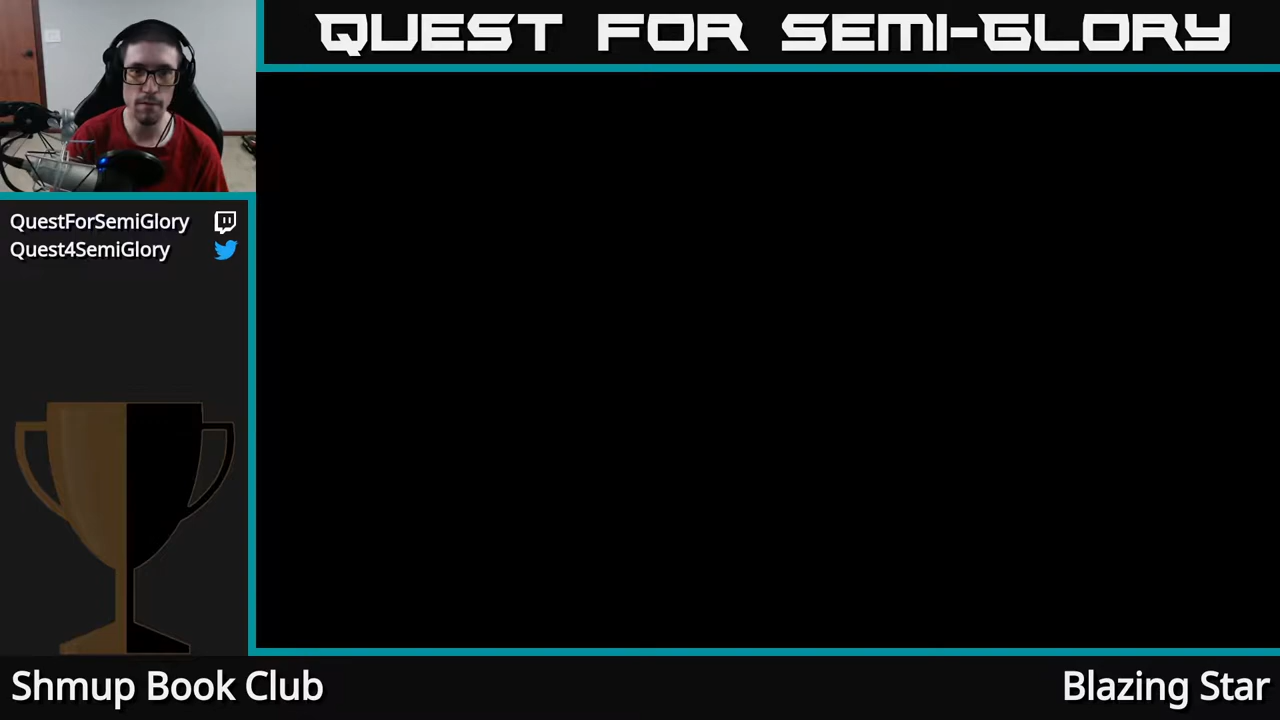 QUEST FOR SEMI-GLORY
QuestForSemiGlory
Quest4SemiGlory
Shmup Book Club
Blazing Star